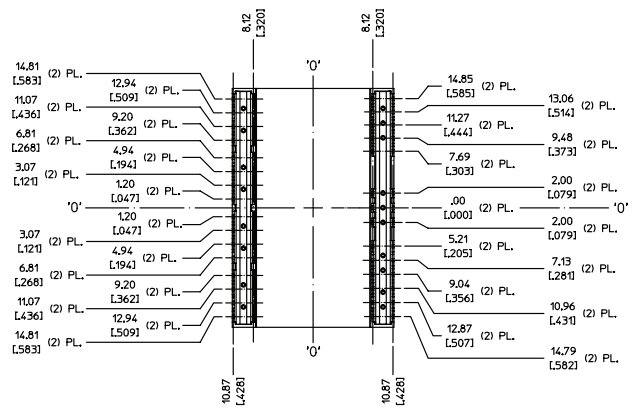 8.12
[.320]
8.12
[.320]
'0'
14.81
[.583] (2) PL.
12.94
[.509] (2) PL.
11.07
[.436] (2) PL.
9.20
[.362] (2) PL.
6.81
[.268] (2) PL.
4.94
[.194] (2) PL.
3.07
[.121] (2) PL.
1.20
[.047] (2) PL.
'0'
1.20
[.047] (2) PL.
3.07
[.121] (2) PL.
4.94
[.194] (2) PL.
6.81
[.268] (2) PL.
9.20
[.362] (2) PL.
11.07
[.436] (2) PL.
12.94
[.509] (2) PL.
14.81
[.583] (2) PL.
14.85
[.585] (2) PL.
13.06
[.514] (2) PL.
11.27
[.444] (2) PL.
9.48
[.373] (2) PL.
7.69
[.303] (2) PL.
2.00
[.079] (2) PL.
.00
[.000] (2) PL.
'0'
2.00
[.079] (2) PL.
5.21
[.205] (2) PL.
7.13
[.281] (2) PL.
9.04
[.356] (2) PL.
10.96
[.431] (2) PL.
12.87
[.507] (2) PL.
14.79
[.582] (2) PL.
'0'
10.87
[.428]
10.87
[.428]